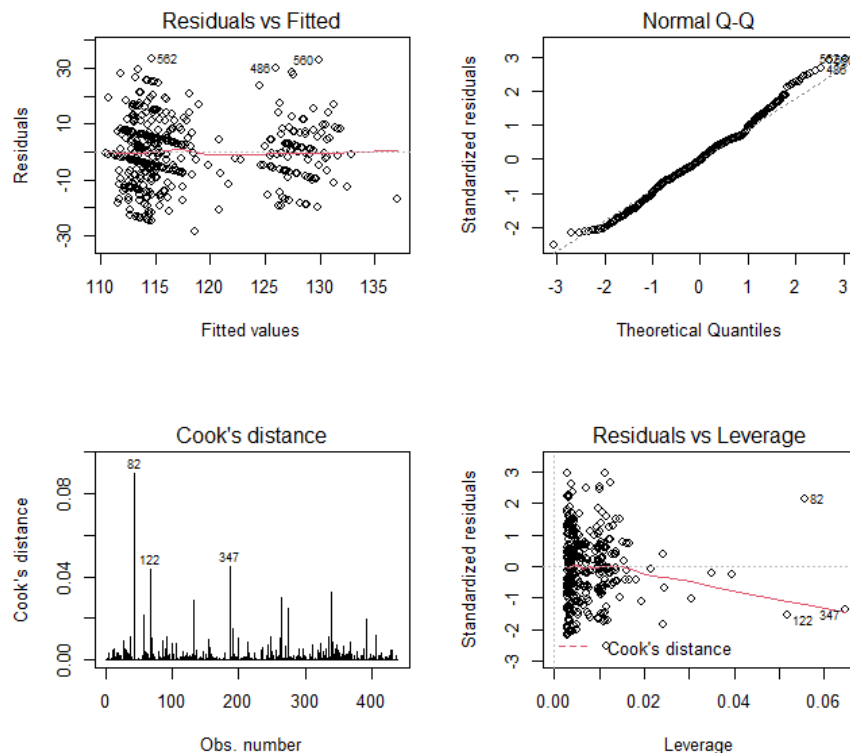 Residuals vs Fitted
Residuals
30
10
-10
-30
562
486
560
110 115 120 125 130 135
Fitted values
Normal Q-Q
Standardized residuals
3
2
1
0
-1
-2
486
-3 -2 -1 0 1 2 3
Theoretical Quantiles
Cook's distance
Cook's distance
0.08
0.04
0.00
82
122
347
0 100 200 300 400
Obs. number
Residuals vs Leverage
Standardized residuals
3
2
1
0
-1
-2
-3
82
122
347
Cook's distance
0.00 0.02 0.04 0.06
Leverage